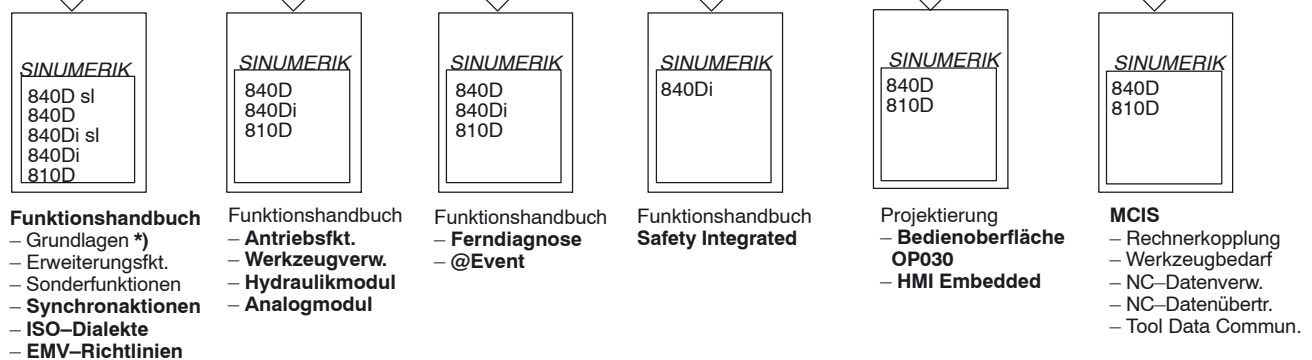 SINUMERIK
840D sl
840D
840Di sl
840Di
810D
Funktionshandbuch
– Grundlagen *)
– Erweiterungsfkt.
– Sonderfunktionen
– Synchronaktionen
– ISO–Dialekte
– EMV–Richtlinien
SINUMERIK
840D
840Di
810D
Funktionshandbuch
– Antriebsfkt.
– Werkzeugverw.
– Hydraulikmodul
– Analogmodul
SINUMERIK
840D
840Di
810D
Funktionshandbuch
– Ferndiagnose
– @Event
SINUMERIK
840Di
Funktionshandbuch
Safety Integrated
SINUMERIK
840D
810D
Projektierung
– Bedienoberfläche
OP030
– HMI Embedded
SINUMERIK
840D
810D
MCIS
– Rechnerkopplung
– Werkzeugbedarf
– NC–Datenverw.
– NC–Datenübertr.
– Tool Data Commun.